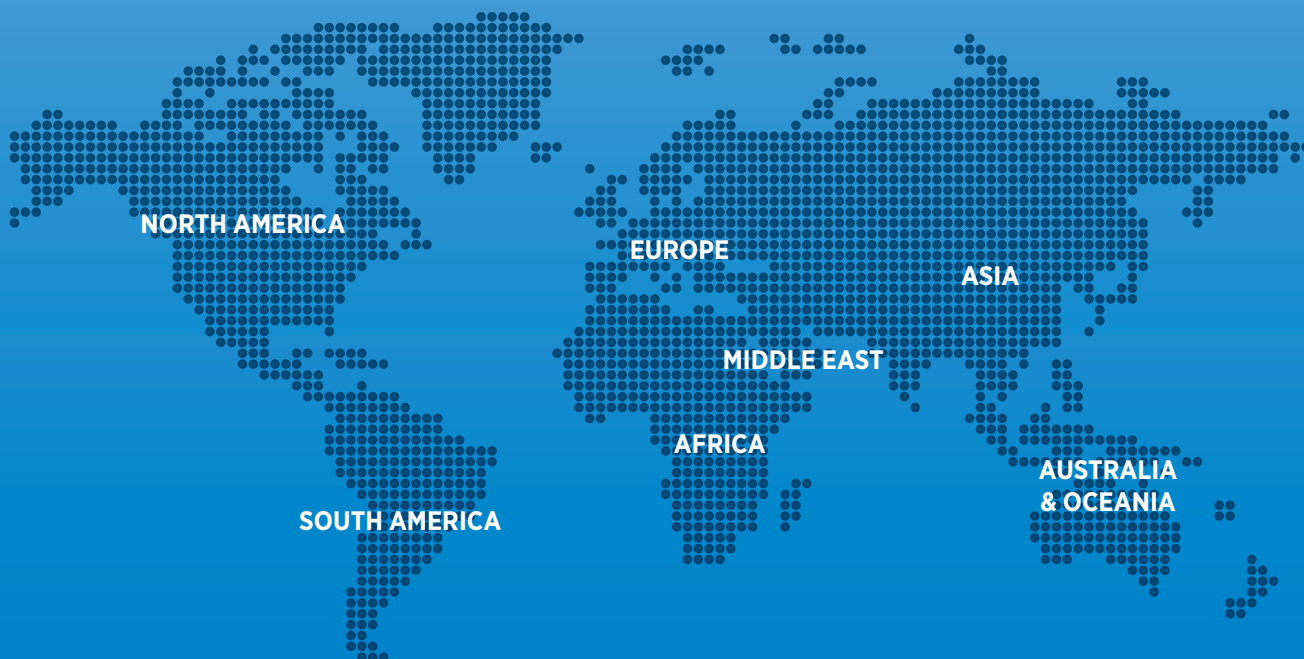 NORTH AMERICA
EUROPE
ASIA
MIDDLE EAST
AFRICA
AUSTRALIA
& OCEANIA
SOUTH AMERICA